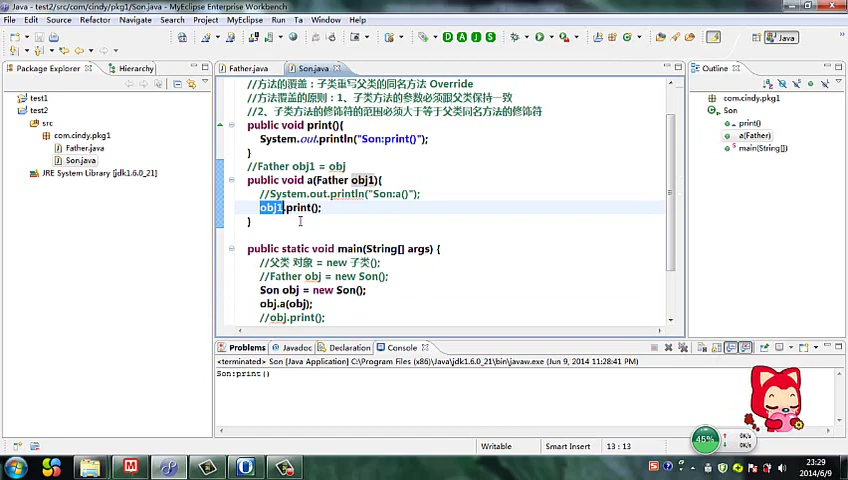 test2/src/com.cindy/pkg1/Son.java - MyEclipse Enterprise Workbench
File Edit Source Refactor Navigate Search Project MyEclipse Run Ta Window Help
Java
Package Explorer
Hierarchy
test1
test2
src
com.cindy.pkg1
Father.java
Son.java
JRE System Library [jdk1.6.0_21]
Father.java
Son.java
//方法的覆盖：子类重写父类的同名方法 Override
//方法覆盖的原则：1、子类方法的参数必须跟父类保持一致
//2、子类方法的修饰符的范围必须大于等于父类同名方法的修饰符
public void print(){
System.out.println("Son:print()");
}
//Father obj1 = obj
public void a(Father obj1){
//System.out.println("Son:a()");
obj1.print();
}
public static void main(String[] args) {
//父类 对象 = new 子类();
//Father obj = new Son();
Son obj = new Son();
obj.a(obj);
//obj.print();
Outline
com.cindy.pkg1
Son
print()
a(Father)
main(String[])
Problems Javadoc Declaration Console
<terminated> Son [Java Application] C:\Program Files (x86)\Java\jdk1.6.0_21\bin\javaw.exe (Jun 9, 2014 11:28:41 PM)
Son:print()
45%
0K/s
0K/s
Writable
Smart Insert
13 : 13
23:29
2014/6/9